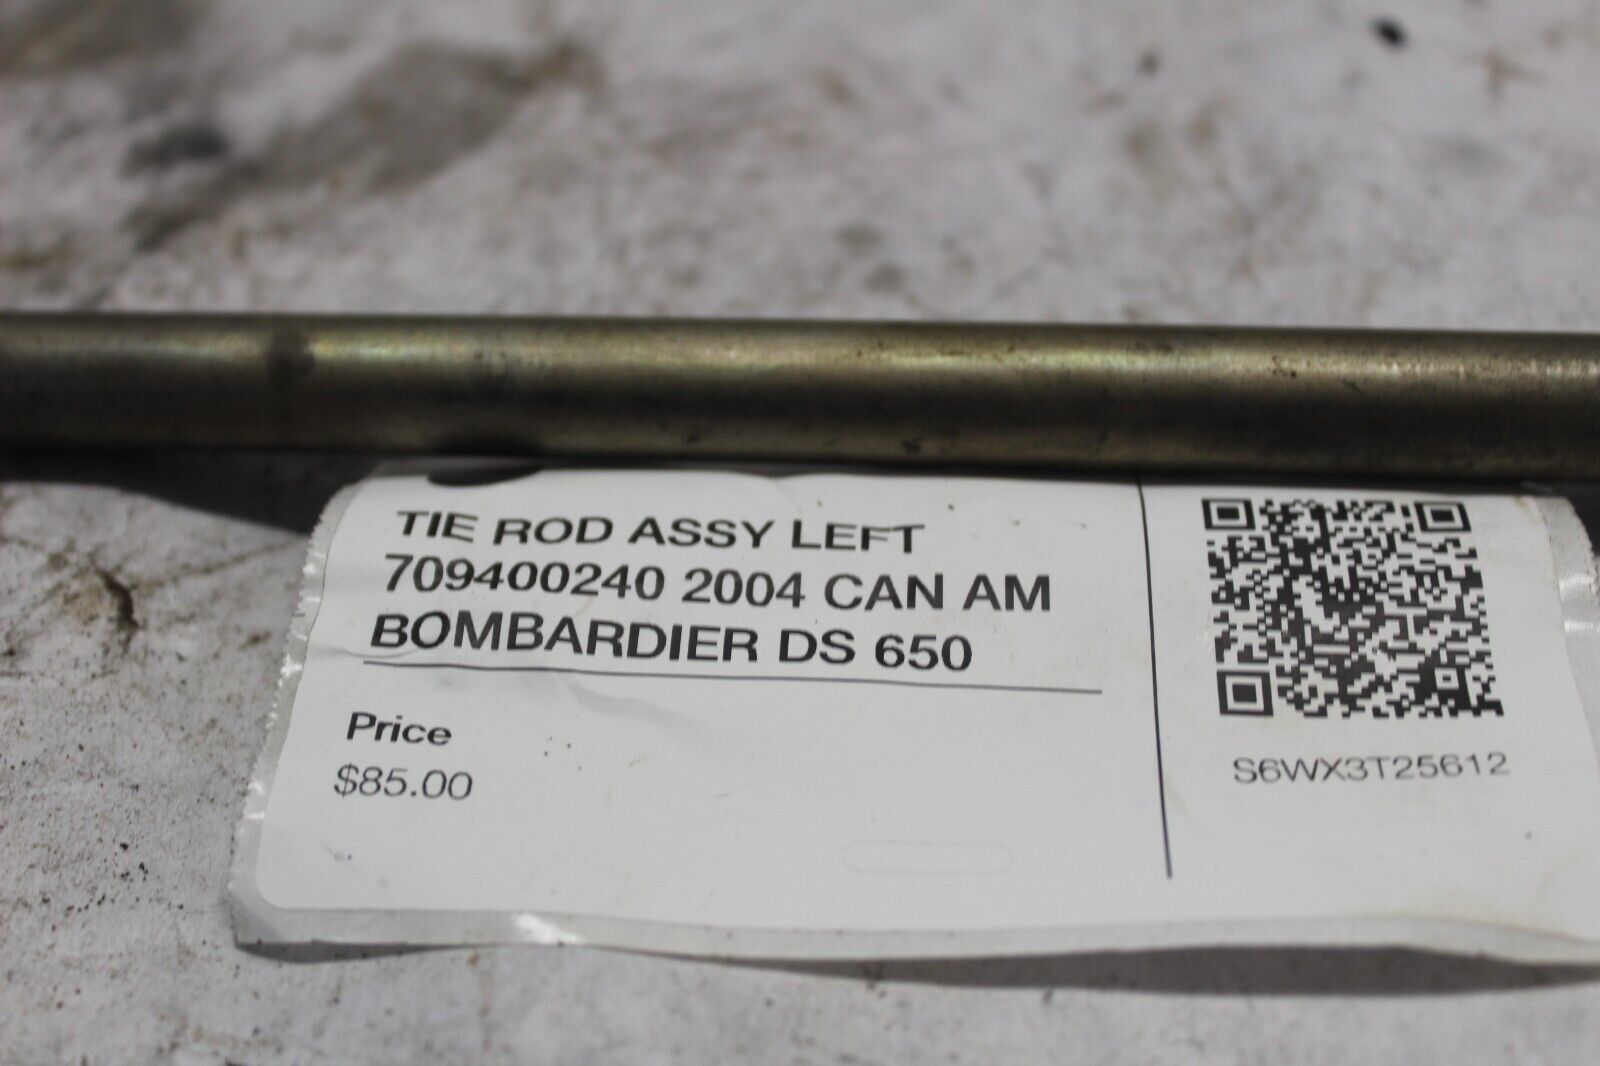 TIE ROD ASSY LEFT
709400240 2004 CAN AM
BOMBARDIER DS 650
Price
$85.00
S6WX3T25612